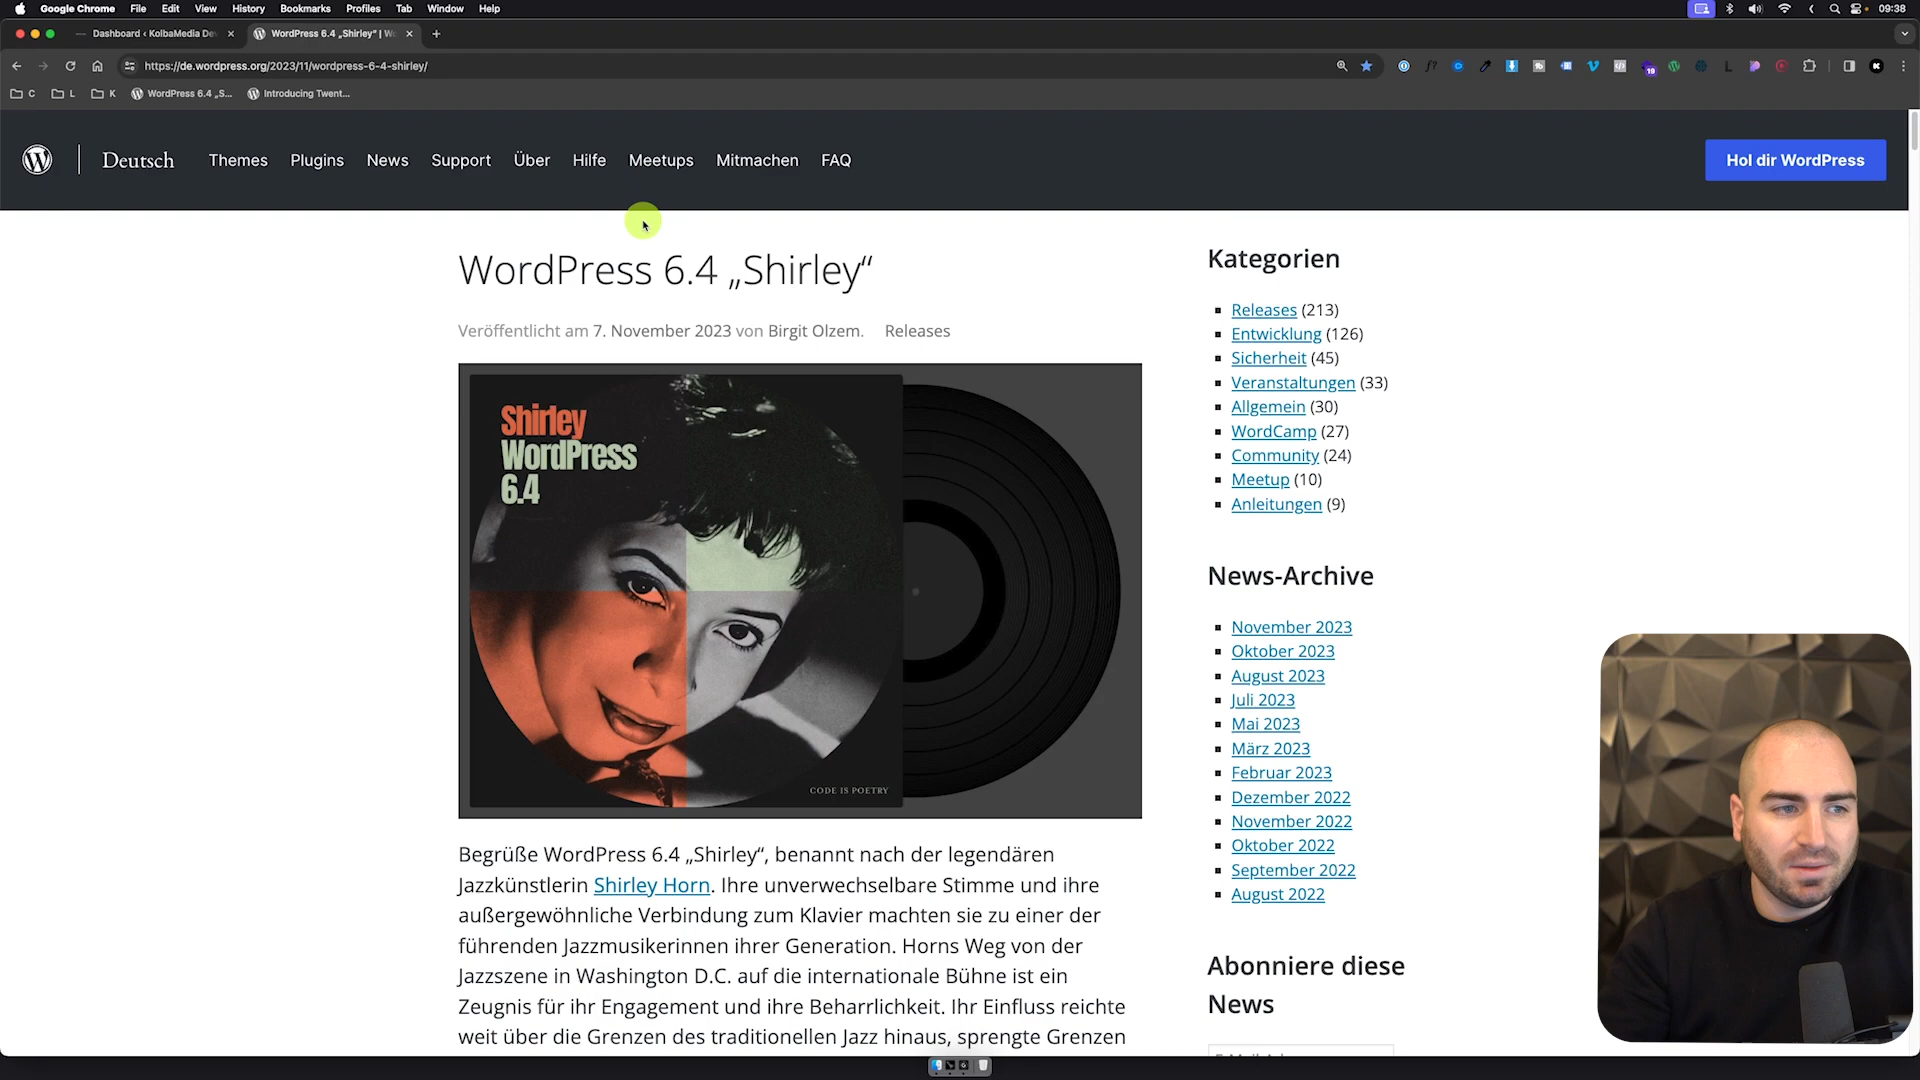 Google Chrome File Edit View History Bookmarks Profiles Tab Window Help 09:38
Dashboard ‹ KolbaMedia De
WordPress 6.4 „Shirley“ | W
https://de.wordpress.org/2023/11/wordpress-6-4-shirley/
19
C L K WordPress 6.4 „S... Introducing Twent...
Deutsch Themes Plugins News Support Über Hilfe Meetups Mitmachen FAQ Hol dir WordPress
WordPress 6.4 „Shirley“
Veröffentlicht am 7. November 2023 von Birgit Olzem. Releases
Shirley
WordPress
6.4
CODE IS POETRY
Begrüße WordPress 6.4 „Shirley“, benannt nach der legendären
Jazzkünstlerin Shirley Horn. Ihre unverwechselbare Stimme und ihre
außergewöhnliche Verbindung zum Klavier machten sie zu einer der
führenden Jazzmusikerinnen ihrer Generation. Horns Weg von der
Jazzszene in Washington D.C. auf die internationale Bühne ist ein
Zeugnis für ihr Engagement und ihre Beharrlichkeit. Ihr Einfluss reichte
weit über die Grenzen des traditionellen Jazz hinaus, sprengte Grenzen
Kategorien
Releases (213)
Entwicklung (126)
Sicherheit (45)
Veranstaltungen (33)
Allgemein (30)
WordCamp (27)
Community (24)
Meetup (10)
Anleitungen (9)
News-Archive
November 2023
Oktober 2023
August 2023
Juli 2023
Mai 2023
März 2023
Februar 2023
Dezember 2022
November 2022
Oktober 2022
September 2022
August 2022
Abonniere diese
News